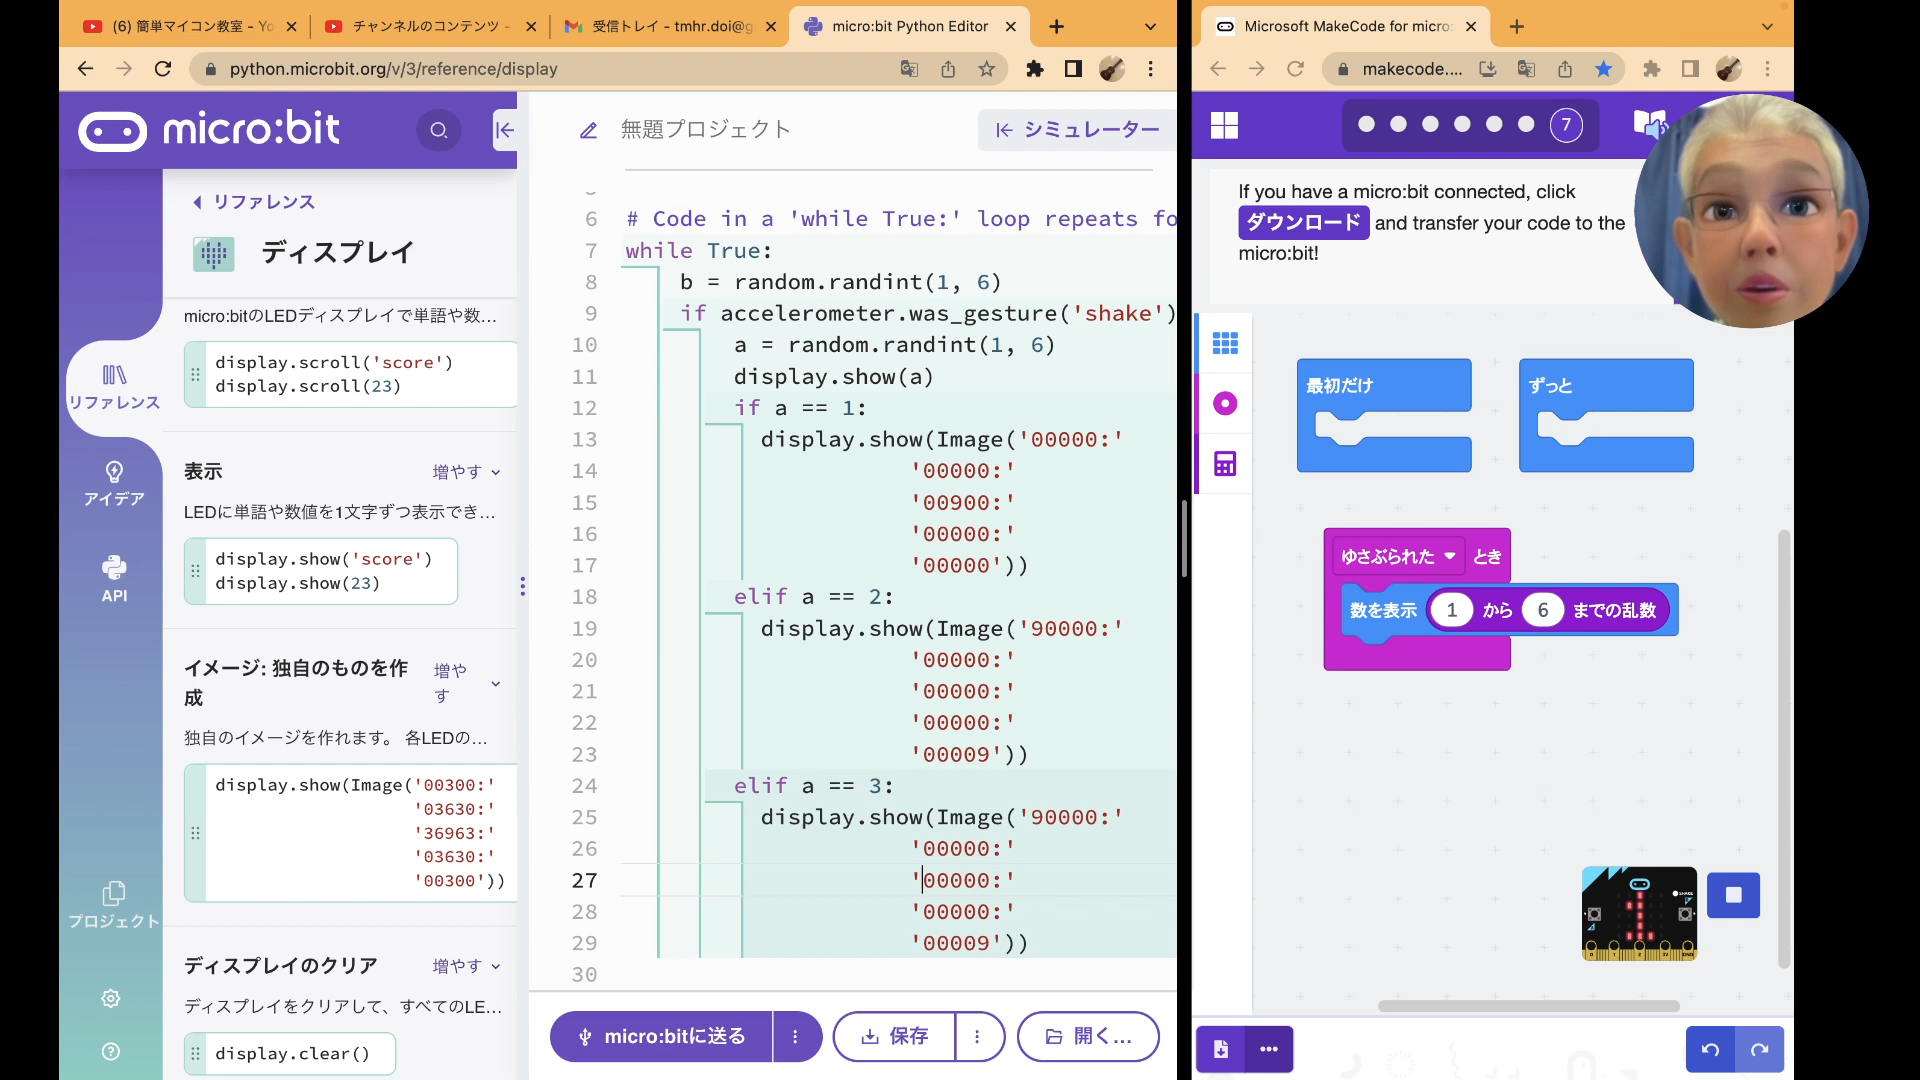 (6) 簡単マイコン教室 - Yo
チャンネルのコンテンツ -
受信トレイ - tmhr.doi@g
micro:bit Python Editor
python.microbit.org/v/3/reference/display
micro:bit
リファレンス
ディスプレイ
micro:bitのLEDディスプレイで単語や数…
display.scroll('score')
display.scroll(23)
リファレンス
アイデア
API
プロジェクト
表示
増やす
LEDに単語や数値を1文字ずつ表示でき…
display.show('score')
display.show(23)
イメージ: 独自のものを作成
増やす
独自のイメージを作れます。 各LEDの…
display.show(Image('00300:'
'03630:'
'36963:'
'03630:'
'00300'))
ディスプレイのクリア
増やす
ディスプレイをクリアして、すべてのLE…
display.clear()
無題プロジェクト
シミュレーター
6 # Code in a 'while True:' loop repeats fo
7 while True:
8 b = random.randint(1, 6)
9 if accelerometer.was_gesture('shake')
10 a = random.randint(1, 6)
11 display.show(a)
12 if a == 1:
13 display.show(Image('00000:'
14 '00000:'
15 '00900:'
16 '00000:'
17 '00000'))
18 elif a == 2:
19 display.show(Image('90000:'
20 '00000:'
21 '00000:'
22 '00000:'
23 '00009'))
24 elif a == 3:
25 display.show(Image('90000:'
26 '00000:'
27 '00000:'
28 '00000:'
29 '00009'))
30
micro:bitに送る
保存
開く…
Microsoft MakeCode for micro:
makecode....
7
If you have a micro:bit connected, click
ダウンロード and transfer your code to the
micro:bit!
最初だけ
ずっと
ゆさぶられた とき
数を表示 1 から 6 までの乱数